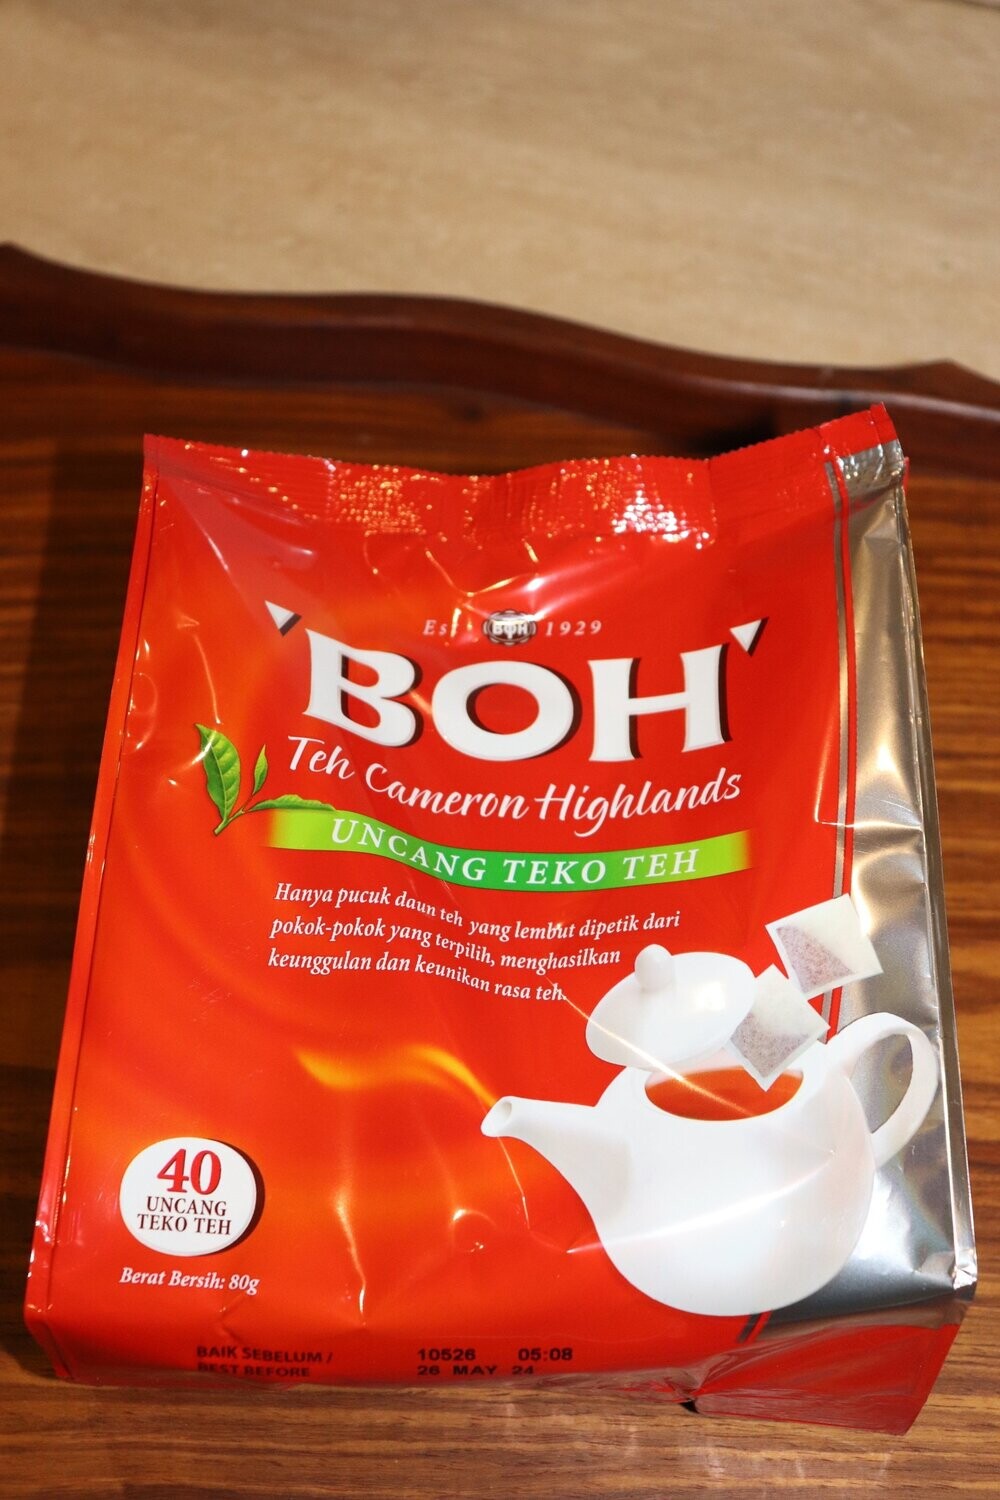 Est BOH 1929
'BOH'
Teh Cameron Highlands
UNCANG TEKO TEH
Hanya pucuk daun teh yang lembut dipetik dari
pokok-pokok yang terpilih, menghasilkan
keunggulan dan keunikan rasa teh.
40
UNCANG
TEKO TEH
Berat Bersih: 80g
BAIK SEBELUM / 10526 05:08
BEST BEFORE 26 MAY 24